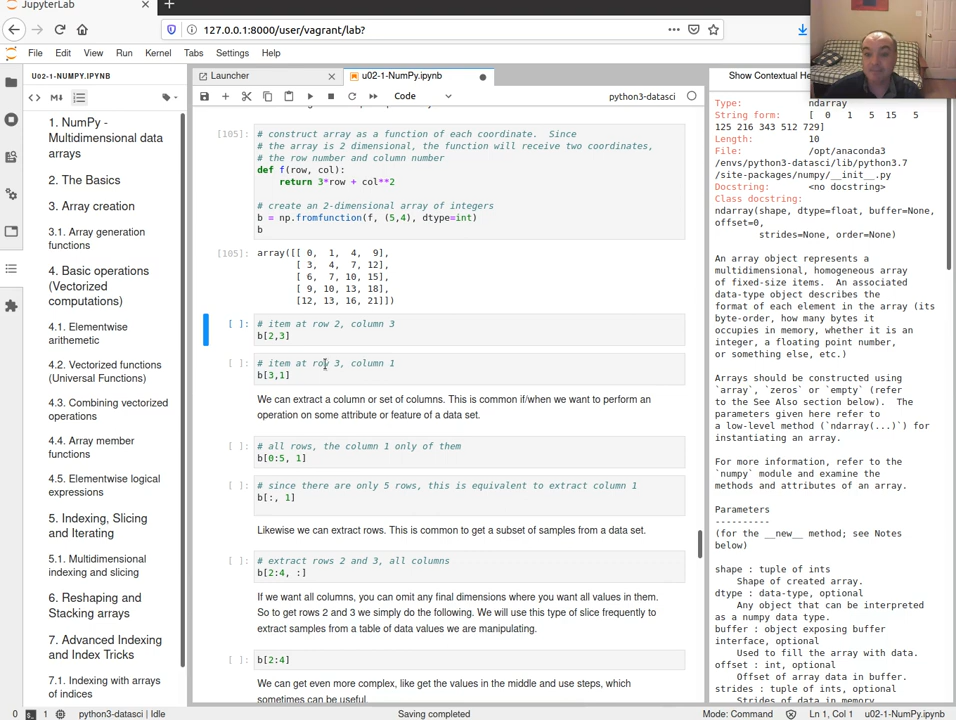 JupyterLab
127.0.0.1:8000/user/vagrant/lab?
File Edit View Run Kernel Tabs Settings Help
U02-1-NUMPY.IPYNB
Launcher
u02-1-NumPy.ipynb
Show Contextual He
Code
python3-datasci
1. NumPy -
Multidimensional data
arrays
2. The Basics
3. Array creation
3.1. Array generation
functions
4. Basic operations
(Vectorized
computations)
4.1. Elementwise
arithmetic
4.2. Vectorized functions
(Universal Functions)
4.3. Combining vectorized
operations
4.4. Array member
functions
4.5. Elementwise logical
expressions
5. Indexing, Slicing
and Iterating
5.1. Multidimensional
indexing and slicing
6. Reshaping and
Stacking arrays
7. Advanced Indexing
and Index Tricks
7.1. Indexing with arrays
of indices
[105]:
# construct array as a function of each coordinate.  Since
# the array is 2 dimensional, the function will receive two coordinates,
# the row number and column number
def f(row, col):
    return 3*row + col**2
# create an 2-dimensional array of integers
b = np.fromfunction(f, (5,4), dtype=int)
b
[105]:
array([[ 0,  1,  4,  9],
       [ 3,  4,  7, 12],
       [ 6,  7, 10, 15],
       [ 9, 10, 13, 18],
       [12, 13, 16, 21]])
[ ]:
# item at row 2, column 3
b[2,3]
[ ]:
# item at row 3, column 1
b[3,1]
We can extract a column or set of columns. This is common if/when we want to perform an
operation on some attribute or feature of a data set.
[ ]:
# all rows, the column 1 only of them
b[0:5, 1]
[ ]:
# since there are only 5 rows, this is equivalent to extract column 1
b[:, 1]
Likewise we can extract rows. This is common to get a subset of samples from a data set.
[ ]:
# extract rows 2 and 3, all columns
b[2:4, :]
If we want all columns, you can omit any final dimensions where you want all values in them.
So to get rows 2 and 3 we simply do the following. We will use this type of slice frequently to
extract samples from a table of data values we are manipulating.
[ ]:
b[2:4]
We can get even more complex, like get the values in the middle and use steps, which
sometimes can be useful.
Type: ndarray
String form: [ 0 1 5 15 5
125 216 343 512 729]
Length: 10
File: /opt/anaconda3
/envs/python3-datasci/lib/python3.7
/site-packages/numpy/__init__.py
Docstring: <no docstring>
Class docstring:
ndarray(shape, dtype=float, buffer=None,
offset=0,
        strides=None, order=None)
An array object represents a
multidimensional, homogeneous array
of fixed-size items.  An associated
data-type object describes the
format of each element in the array (its
byte-order, how many bytes it
occupies in memory, whether it is an
integer, a floating point number,
or something else, etc.)
Arrays should be constructed using
`array`, `zeros` or `empty` (refer
to the See Also section below).  The
parameters given here refer to
a low-level method (`ndarray(...)`) for
instantiating an array.
For more information, refer to the
`numpy` module and examine the
methods and attributes of an array.
Parameters
----------
(for the __new__ method; see Notes
below)
shape : tuple of ints
    Shape of created array.
dtype : data-type, optional
    Any object that can be interpreted
as a numpy data type.
buffer : object exposing buffer
interface, optional
    Used to fill the array with data.
offset : int, optional
    Offset of array data in buffer.
strides : tuple of ints, optional
    Strides of data in memory.
0 1 python3-datasci | Idle
Saving completed
Mode: Command
Ln 1, Col 1
u02-1-NumPy.ipynb